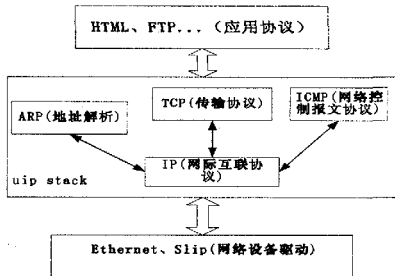 HTML、FTP...（应用协议）
TCP(传输协议)
ICMP(网络控
制报文协议)
ARP(地址解析)
IP(网际互联协
议)
uip stack
Ethernet、Slip(网络设备驱动)